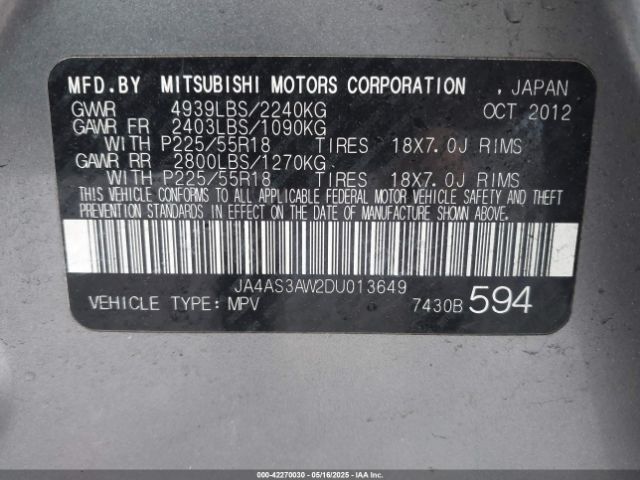 MFD.BY MITSUBISHI MOTORS CORPORATION , JAPAN
GVWR 4939LBS/2240KG OCT 2012
GAWR FR 2403LBS/1090KG
WITH P225/55R18 TIRES 18X7.0J RIMS
GAWR RR 2800LBS/1270KG
WITH P225/55R18 TIRES 18X7.0J RIMS
THIS VEHICLE CONFORMS TO ALL APPLICABLE FEDERAL MOTOR VEHICLE SAFETY AND THEFT
PREVENTION STANDARDS IN EFFECT ON THE DATE OF MANUFACTURE SHOWN ABOVE.
JA4AS3AW2DU013649
VEHICLE TYPE: MPV 7430B 594
000-42270030 - 05/16/2025 - Copyright IAA, Inc.